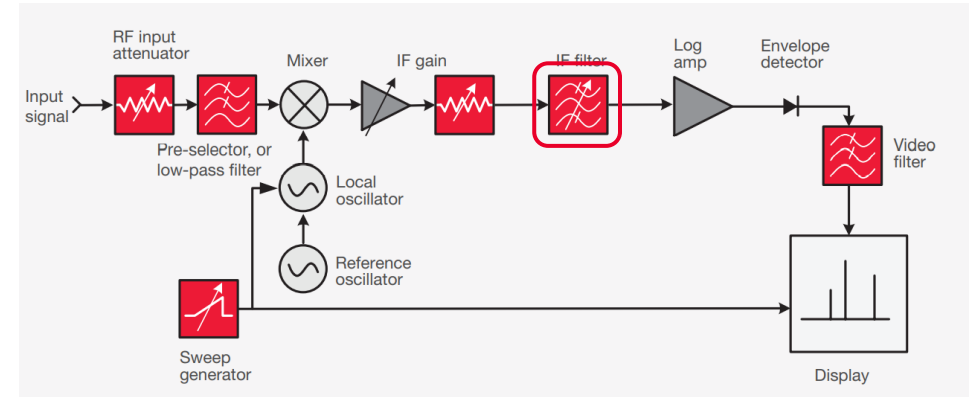 RF input
attenuator
Mixer
IF gain
IF filter
Log
amp
Envelope
detector
Input
signal
Pre-selector, or
low-pass filter
Video
filter
Local
oscillator
Reference
oscillator
Sweep
generator
Display